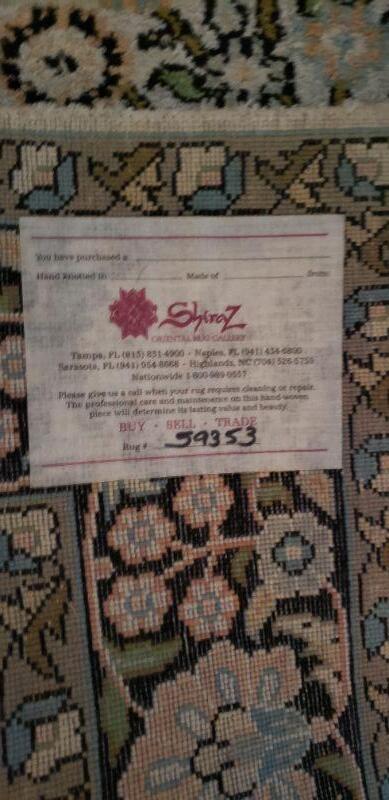 You have purchased a
Hand knotted in Made of from:
ShiraZ
ORIENTAL RUG GALLERY
Tampa, FL (813) 831-4900 • Naples, FL (941) 434-6800
Sarasota, FL (941) 954-8668 • Highlands, NC (704) 526-5759
Nationwide 1-800-989-0557
Please give us a call when your rug requires cleaning or repair.
The professional care and maintenance on this hand-woven
piece will determine its lasting value and beauty.
BUY • SELL • TRADE
Rug # 59353